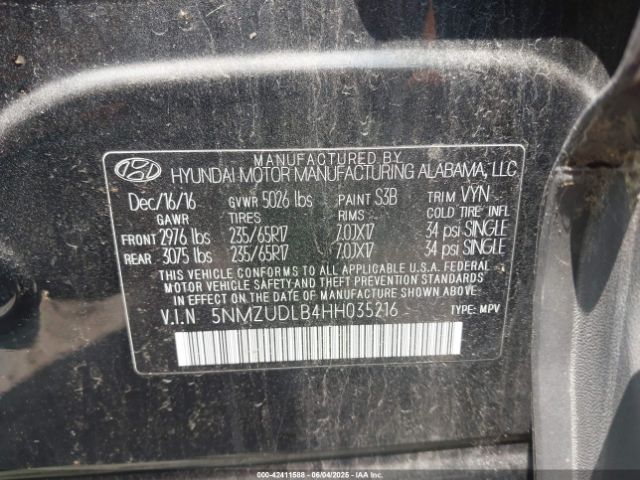 MANUFACTURED BY
HYUNDAI MOTOR MANUFACTURING ALABAMA, LLC
Dec/16/16 GVWR 5026 lbs PAINT S3B TRIM VYN
GAWR TIRES RIMS COLD TIRE INFL
FRONT 2976 lbs 235/65R17 7.0JX17 34 psi SINGLE
REAR 3075 lbs 235/65R17 7.0JX17 34 psi SINGLE
THIS VEHICLE CONFORMS TO ALL APPLICABLE U.S.A. FEDERAL
MOTOR VEHICLE SAFETY AND THEFT PREVENTION STANDARDS
IN EFFECT ON THE DATE OF MANUFACTURE SHOWN ABOVE.
V.I.N 5NMZUDLB4HH035216 TYPE: MPV
000-42411588 - 06/04/2025 - IAAI.COM